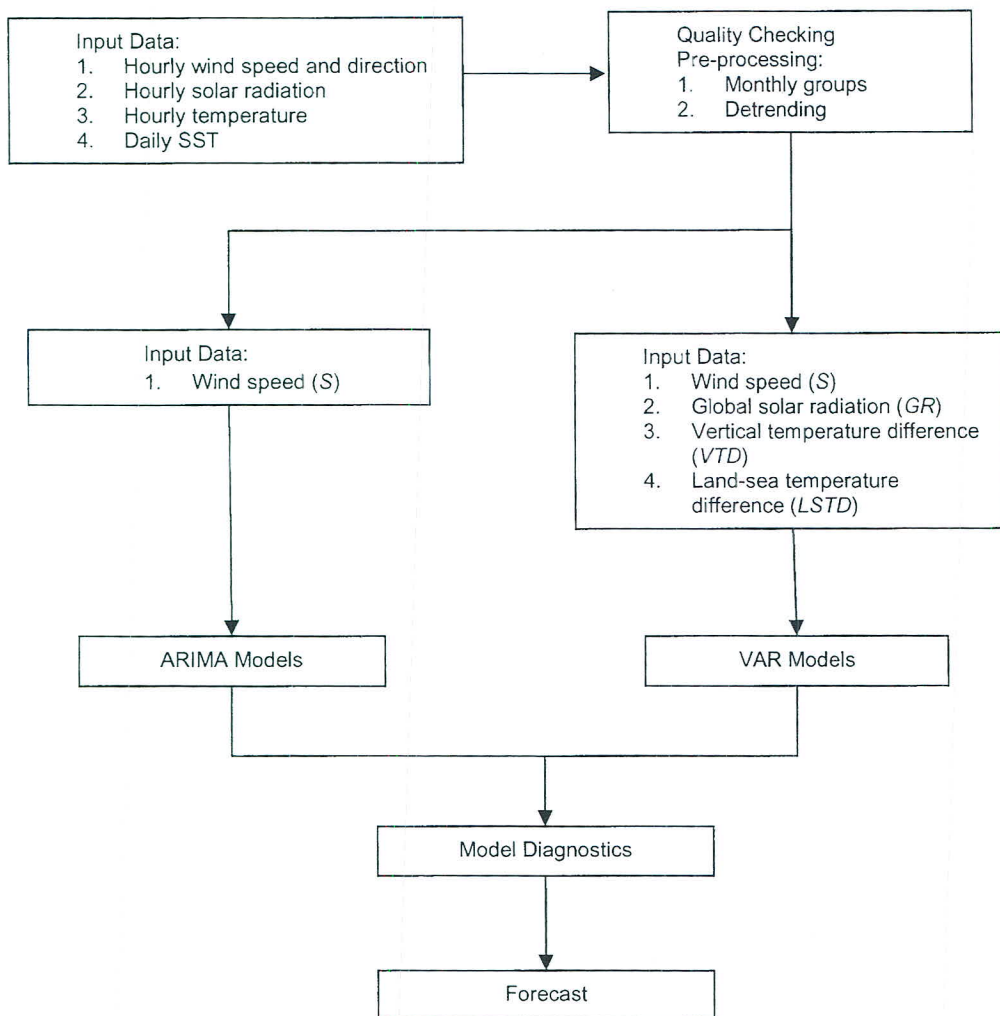 Input Data:
1. Hourly wind speed and direction
2. Hourly solar radiation
3. Hourly temperature
4. Daily SST
Quality Checking
Pre-processing:
1. Monthly groups
2. Detrending
Input Data:
1. Wind speed (S)
Input Data:
1. Wind speed (S)
2. Global solar radiation (GR)
3. Vertical temperature difference
(VTD)
4. Land-sea temperature
difference (LSTD)
ARIMA Models
VAR Models
Model Diagnostics
Forecast